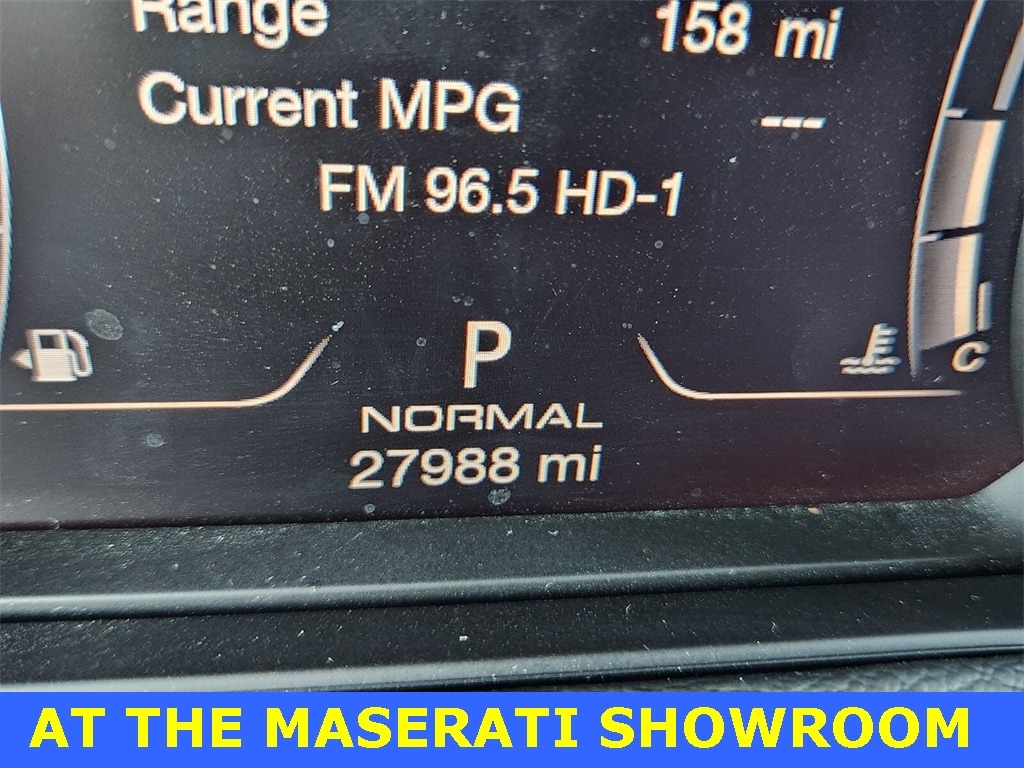 Range 158 mi
Current MPG ---
FM 96.5 HD-1
P
NORMAL
C
27988 mi
AT THE MASERATI SHOWROOM